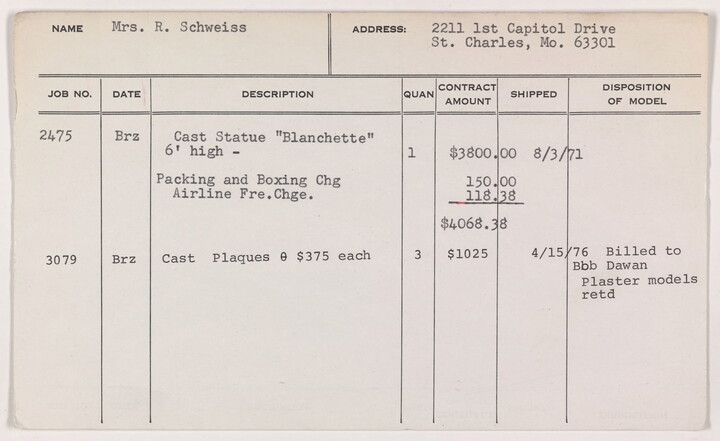 NAME Mrs. R. Schweiss ADDRESS: 2211 1st Capitol Drive
St. Charles, Mo. 63301
JOB NO. DATE DESCRIPTION QUAN CONTRACT AMOUNT SHIPPED DISPOSITION OF MODEL
2475 Brz Cast Statue "Blanchette"
6' high - 1 $3800.00 8/3/71
Packing and Boxing Chg 150.00
Airline Fre.Chge. 118.38
$4068.38
3079 Brz Cast Plaques @ $375 each 3 $1025 4/15/76 Billed to
Bbb Dawan
Plaster models
retd